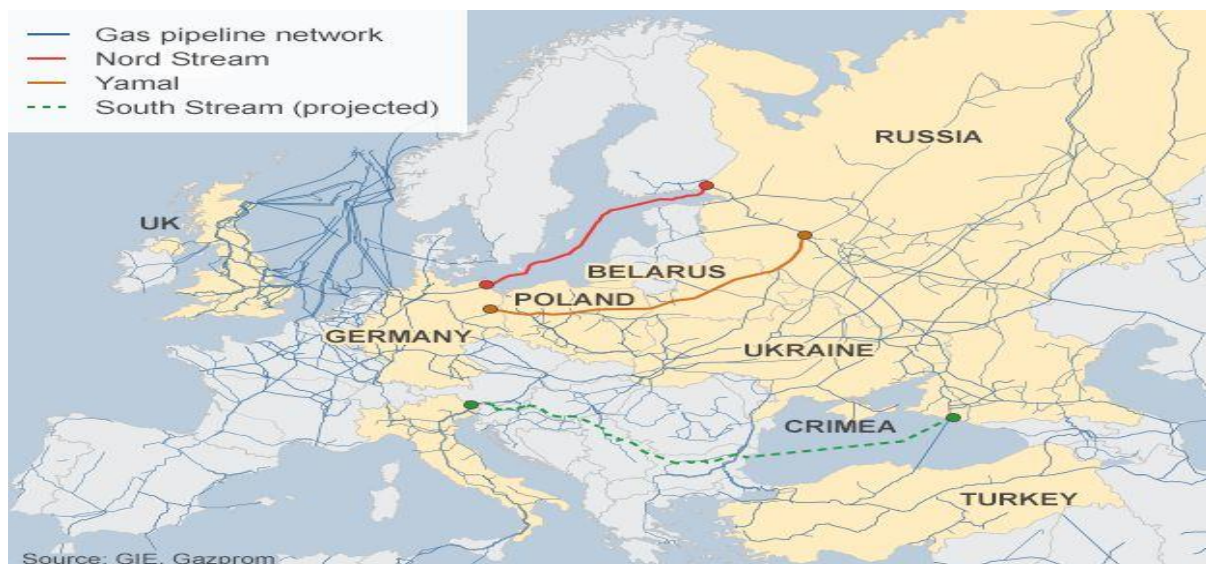 Gas pipeline network
Nord Stream
Yamal
South Stream (projected)
RUSSIA
UK
BELARUS
POLAND
GERMANY
UKRAINE
CRIMEA
TURKEY
Source: GIE, Gazprom